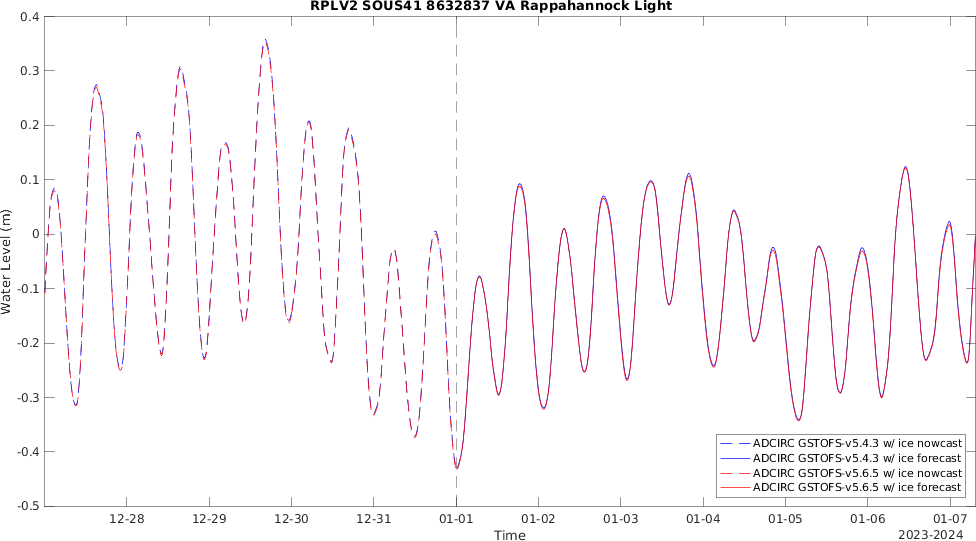 RPLV2 SOUS41 8632837 VA Rappahannock Light
0.4
0.3
0.2
0.1
0
-0.1
-0.2
-0.3
-0.4
-0.5
Water Level (m)
ADCIRC GSTOFS-v5.4.3 w/ ice nowcast
ADCIRC GSTOFS-v5.4.3 w/ ice forecast
ADCIRC GSTOFS-v5.6.5 w/ ice nowcast
ADCIRC GSTOFS-v5.6.5 w/ ice forecast
12-28 12-29 12-30 12-31 01-01 01-02 01-03 01-04 01-05 01-06 01-07
Time
2023-2024